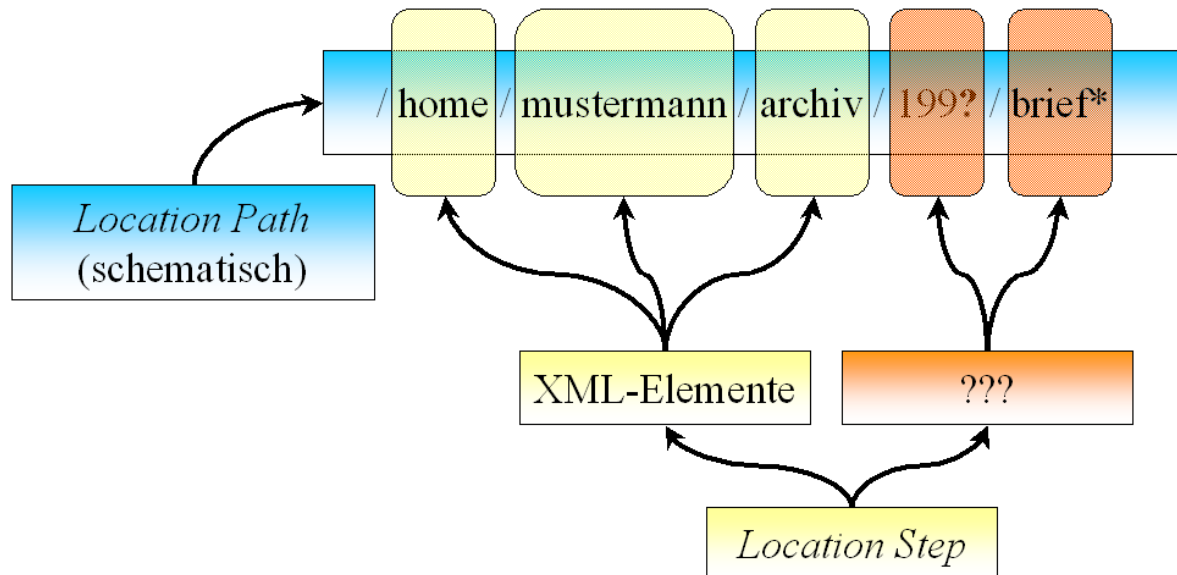 / home / mustermann / archiv / 199? / brief*
Location Path
(schematisch)
XML-Elemente
???
Location Step